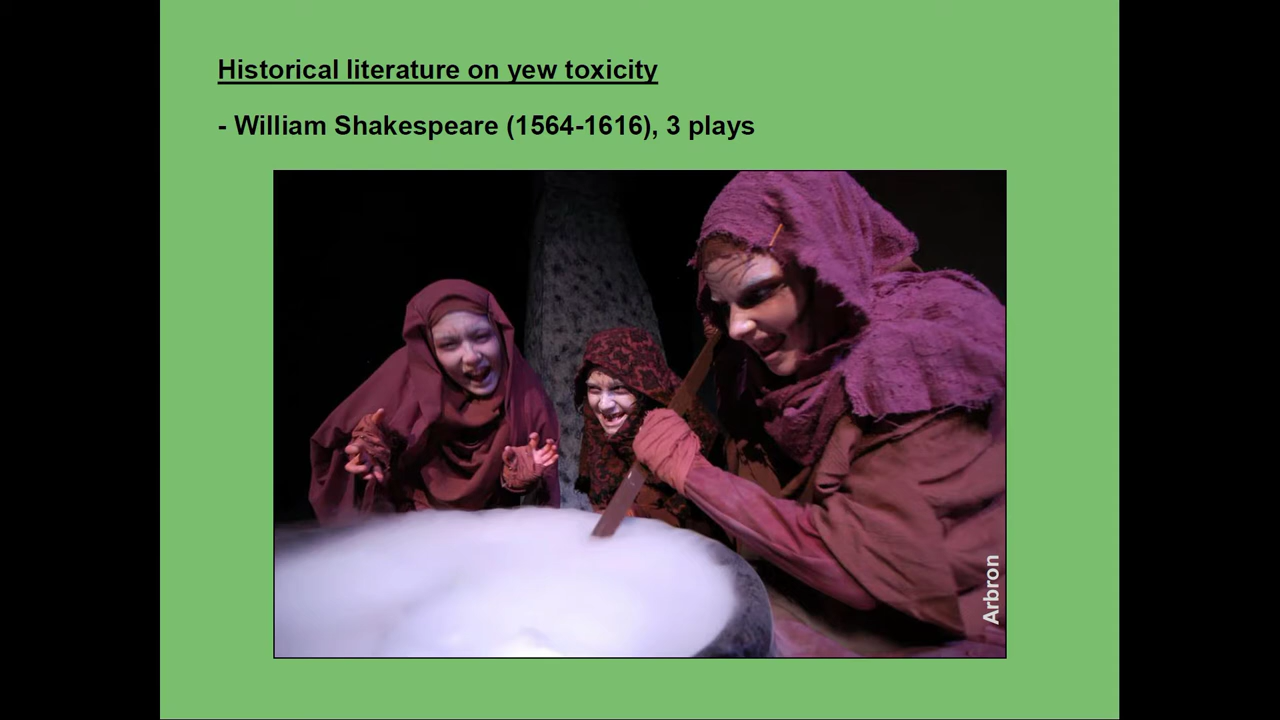 Historical literature on yew toxicity
- William Shakespeare (1564-1616), 3 plays
Arbron